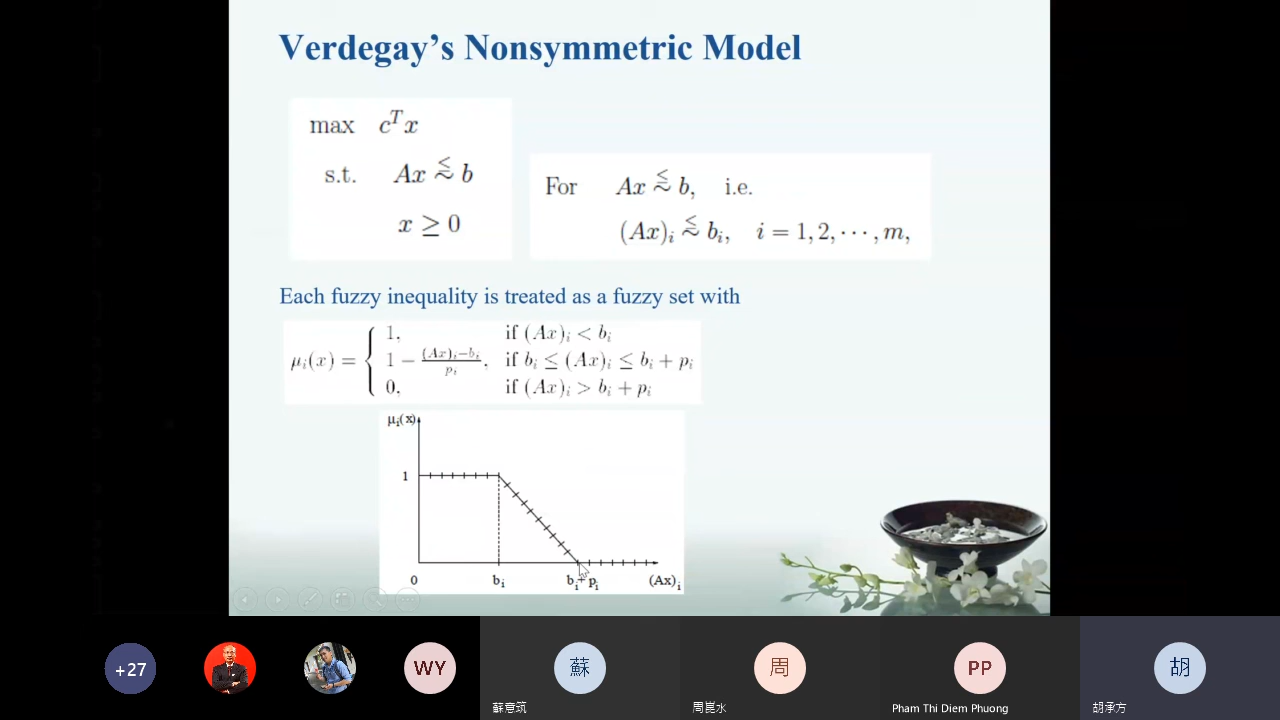 Verdegay's Nonsymmetric Model
max c^T x
s.t. Ax ≲ b
x ≥ 0
For Ax ≲ b, i.e.
(Ax)_i ≲ b_i, i = 1, 2, ⋯, m,
Each fuzzy inequality is treated as a fuzzy set with
μ_i(x) = { 1, if (Ax)_i < b_i
1 − ((Ax)_i − b_i)/p_i, if b_i ≤ (Ax)_i ≤ b_i + p_i
0, if (Ax)_i > b_i + p_i
μ_i(x)
1
0 b_i b_i+p_i (Ax)_i
+27 WY 蘇 周 PP 胡
蘇意筑 周崑水 Pham Thi Diem Phuong 胡承方